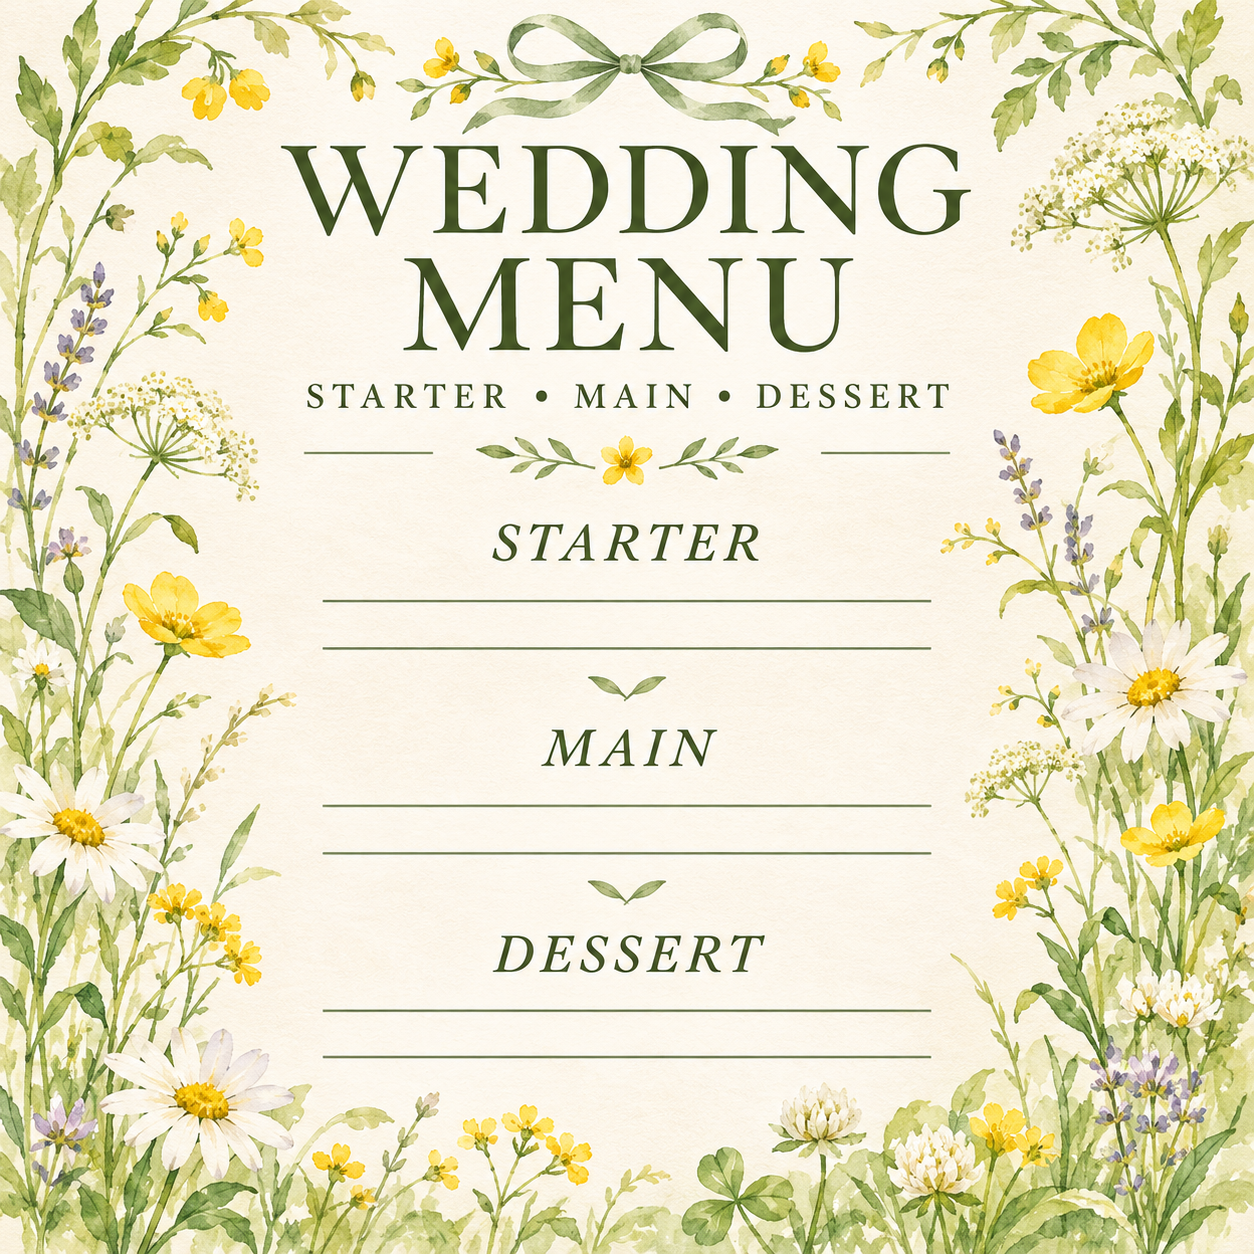 WEDDING
MENU
STARTER • MAIN • DESSERT
STARTER
MAIN
DESSERT